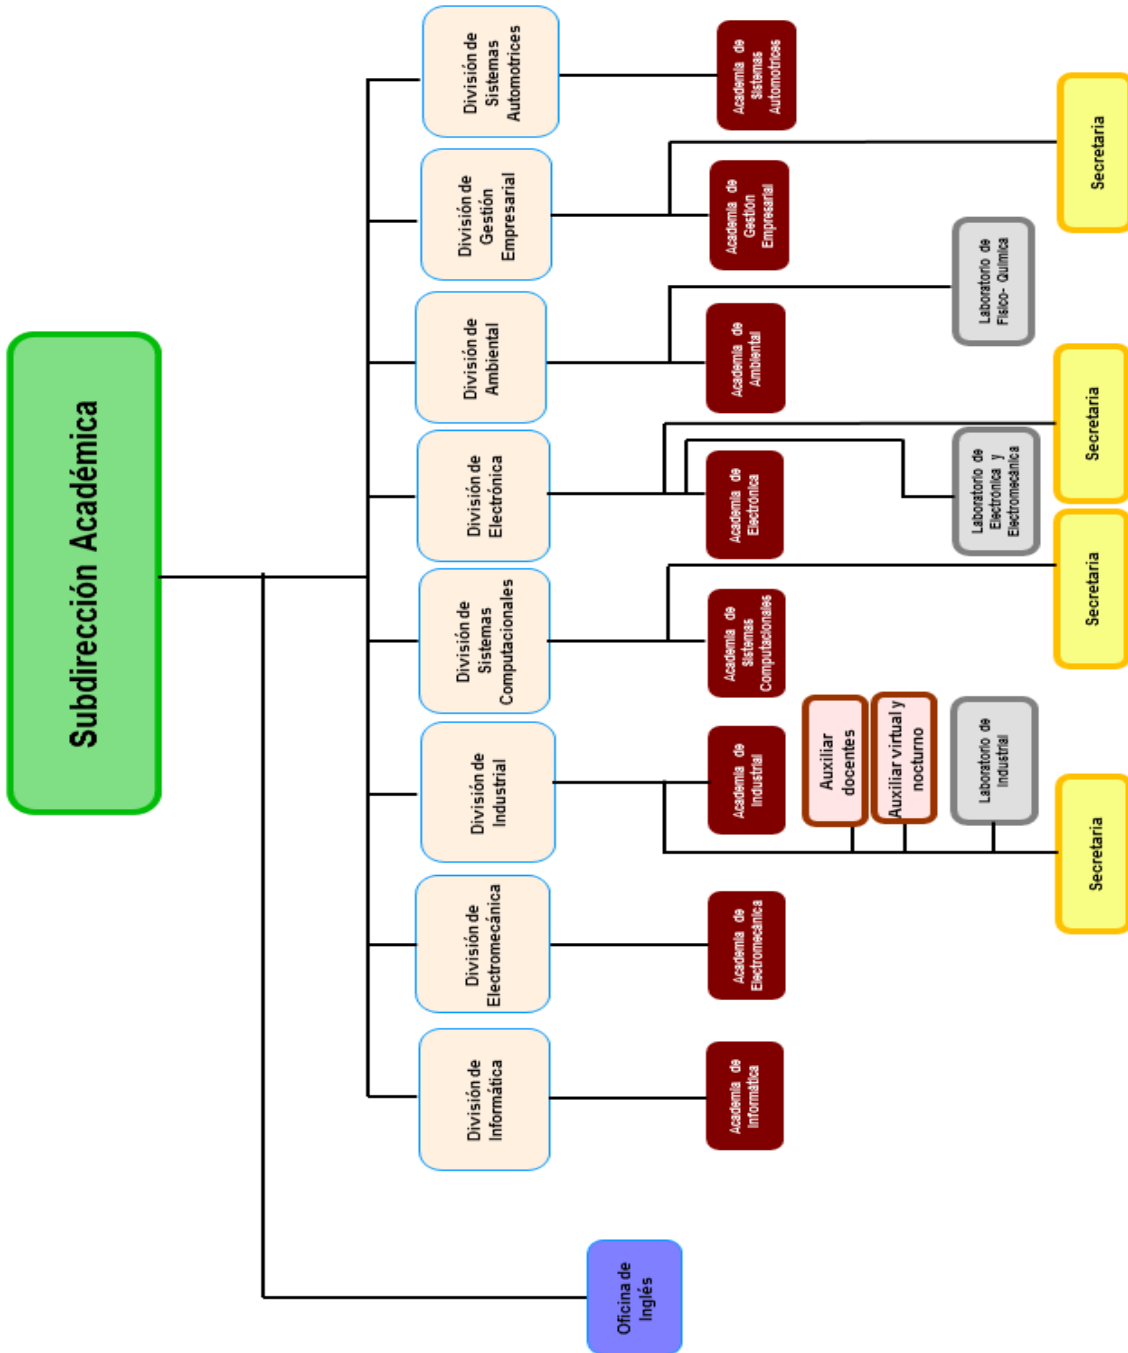 Subdirección Académica
Oficina de
Inglés
División de
Informática
División de
Electromecánica
División de
Industrial
División de
Sistemas
Computacionales
División de
Electrónica
División de
Ambiental
División de
Gestión
Empresarial
División de
Sistemas
Automotrices
Academia de
Informática
Academia de
Electromecánica
Academia de
Industrial
Academia de
Sistemas
Computacionales
Academia de
Electrónica
Academia de
Ambiental
Academia de
Gestión
Empresarial
Academia de
Sistemas
Automotrices
Auxiliar
docentes
Auxiliar virtual y
nocturno
Laboratorio de
Industrial
Laboratorio de
Electrónica y
Electromecánica
Laboratorio de
Fisico- Química
Secretaria
Secretaria
Secretaria
Secretaria